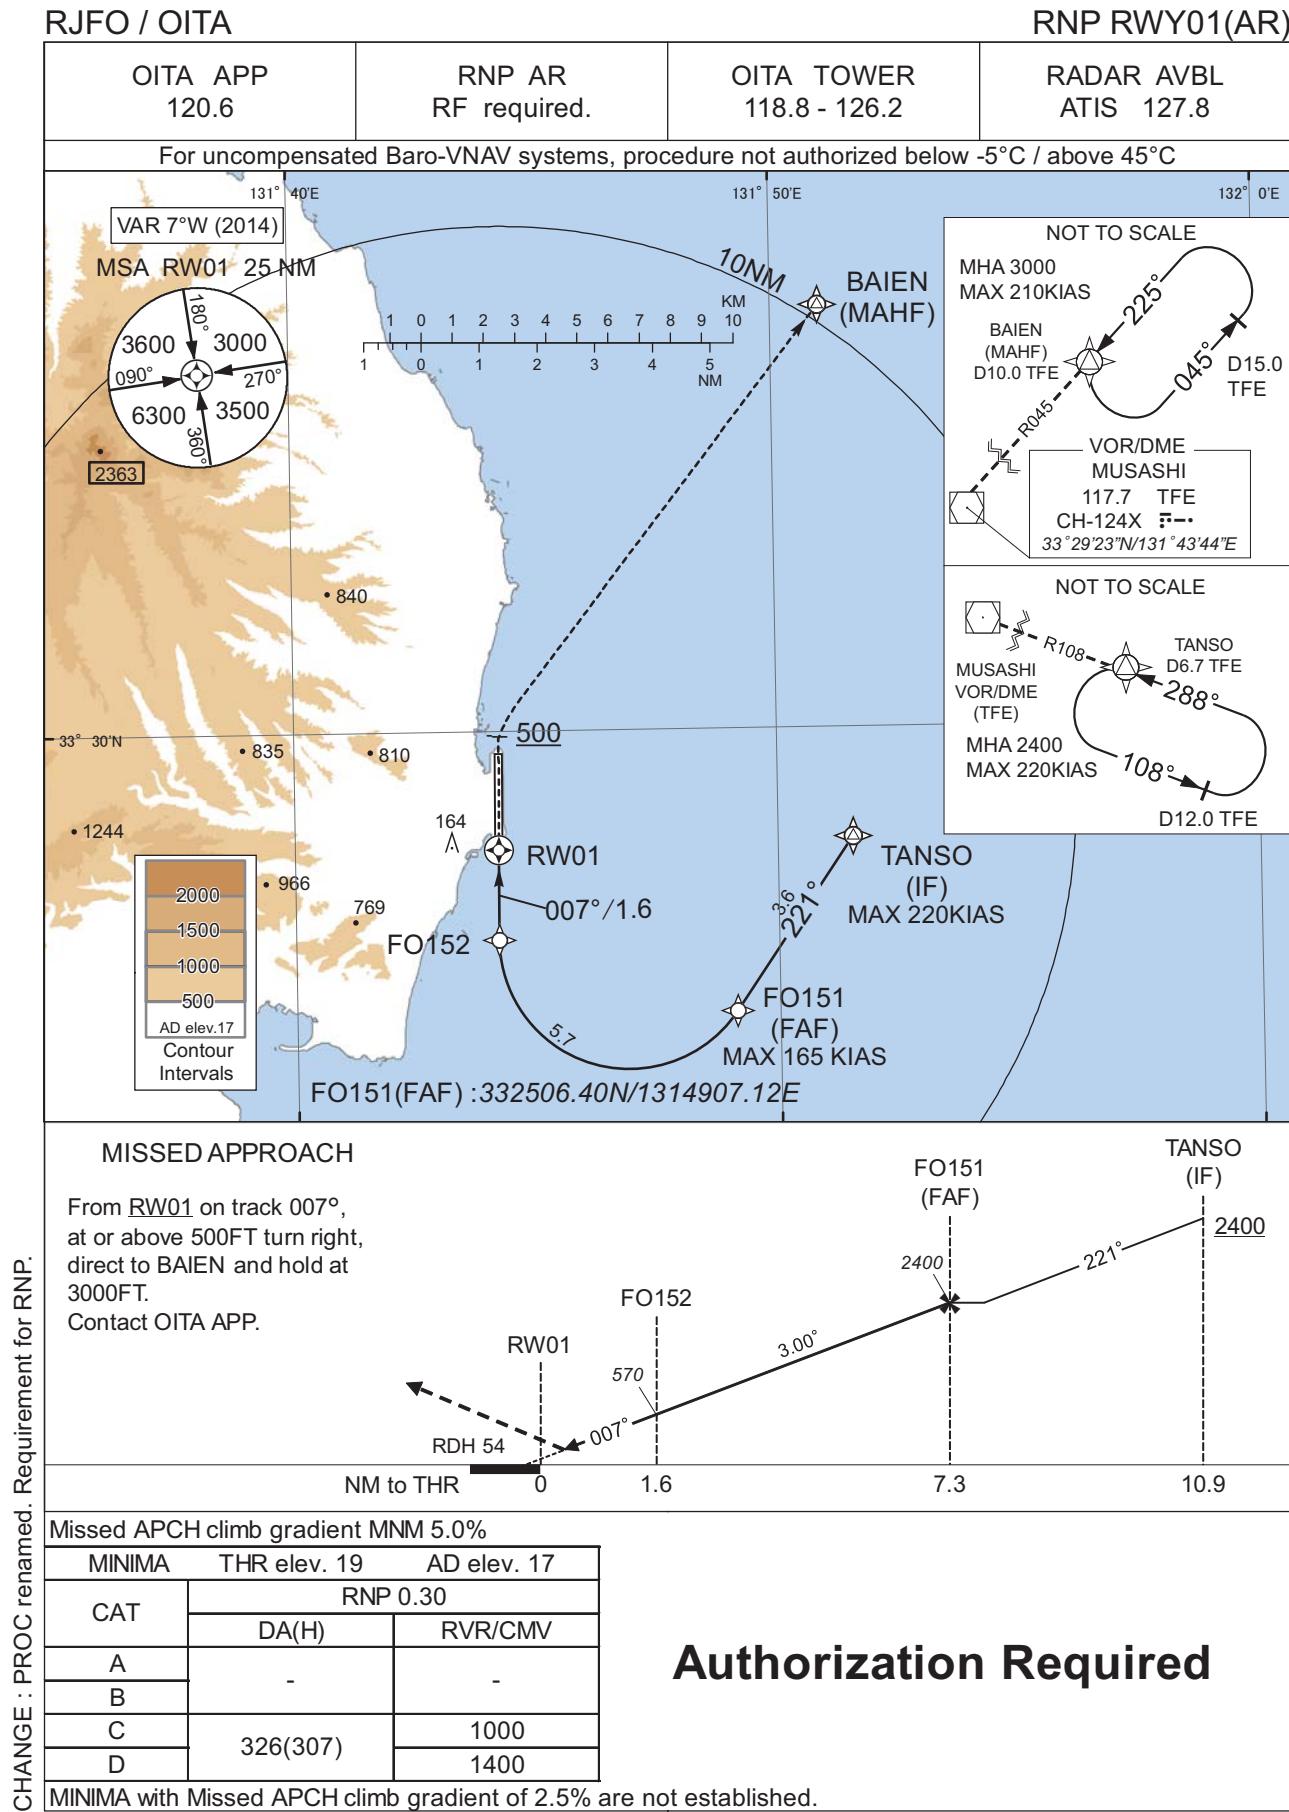 RJFO / OITA
RNP RWY01(AR)
OITA APP
120.6
RNP AR
RF required.
OITA TOWER
118.8 - 126.2
RADAR AVBL
ATIS 127.8
For uncompensated Baro-VNAV systems, procedure not authorized below -5°C / above 45°C
131° 40'E
131° 50'E
132° 0'E
VAR 7°W (2014)
MSA RW01 25 NM
180°
3600
3000
090°
270°
6300
3500
360°
2363
10NM
BAIEN
(MAHF)
KM
1 0 1 2 3 4 5 6 7 8 9 10
1 0 1 2 3 4 5
NM
NOT TO SCALE
MHA 3000
MAX 210KIAS
225°
BAIEN
(MAHF)
D10.0 TFE
045°
D15.0
TFE
R045
VOR/DME
MUSASHI
117.7 TFE
CH-124X
33°29'23"N/131°43'44"E
NOT TO SCALE
R108
TANSO
D6.7 TFE
MUSASHI
VOR/DME
(TFE)
288°
MHA 2400
MAX 220KIAS
108°
D12.0 TFE
840
33° 30'N
835
810
500
1244
164
RW01
966
769
007°/1.6
FO152
TANSO
(IF)
MAX 220KIAS
3.6
221°
FO151
(FAF)
MAX 165 KIAS
5.7
2000
1500
1000
500
AD elev.17
Contour
Intervals
FO151(FAF) :332506.40N/1314907.12E
MISSED APPROACH
From RW01 on track 007°,
at or above 500FT turn right,
direct to BAIEN and hold at
3000FT.
Contact OITA APP.
TANSO
(IF)
FO151
(FAF)
2400
2400
221°
FO152
3.00°
RW01
570
007°
RDH 54
NM to THR
0
1.6
7.3
10.9
Missed APCH climb gradient MNM 5.0%
MINIMA THR elev. 19 AD elev. 17
CAT
RNP 0.30
DA(H)
RVR/CMV
A
-
-
B
C
326(307)
1000
D
1400
MINIMA with Missed APCH climb gradient of 2.5% are not established.
Authorization Required
CHANGE : PROC renamed. Requirement for RNP.